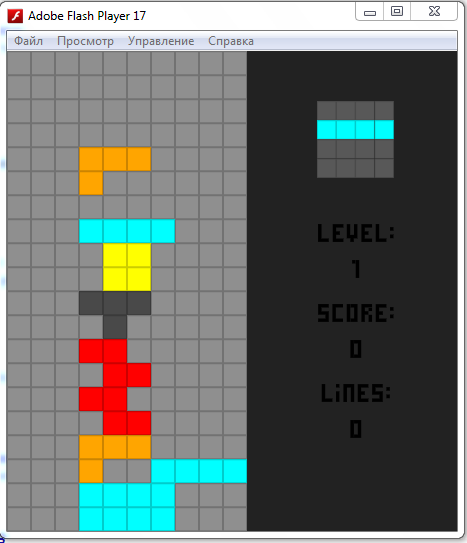 Adobe Flash Player 17
Файл Просмотр Управление Справка
LEVEL:
1
SCORE:
0
LiNES:
0